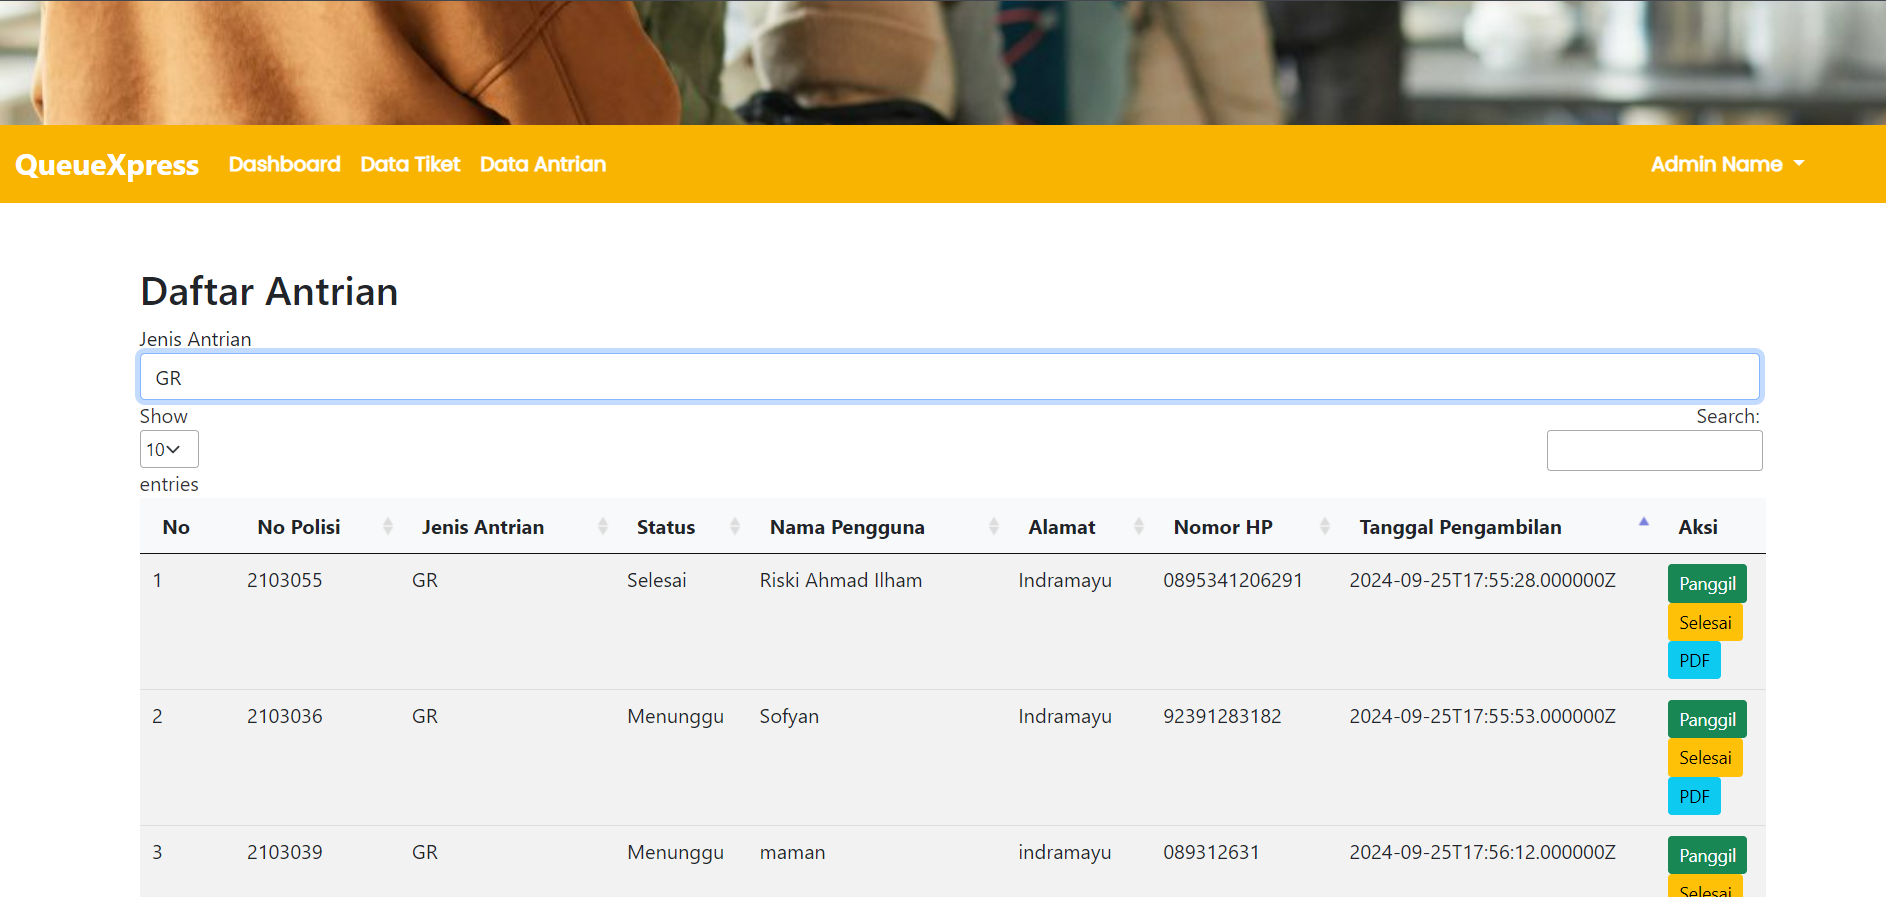 QueueXpress Dashboard Data Tiket Data Antrian Admin Name
Daftar Antrian
Jenis Antrian
GR
Show Search:
10
entries
No No Polisi Jenis Antrian Status Nama Pengguna Alamat Nomor HP Tanggal Pengambilan Aksi
1 2103055 GR Selesai Riski Ahmad Ilham Indramayu 0895341206291 2024-09-25T17:55:28.000000Z Panggil
Selesai
PDF
2 2103036 GR Menunggu Sofyan Indramayu 92391283182 2024-09-25T17:55:53.000000Z Panggil
Selesai
PDF
3 2103039 GR Menunggu maman indramayu 089312631 2024-09-25T17:56:12.000000Z Panggil
Selesai